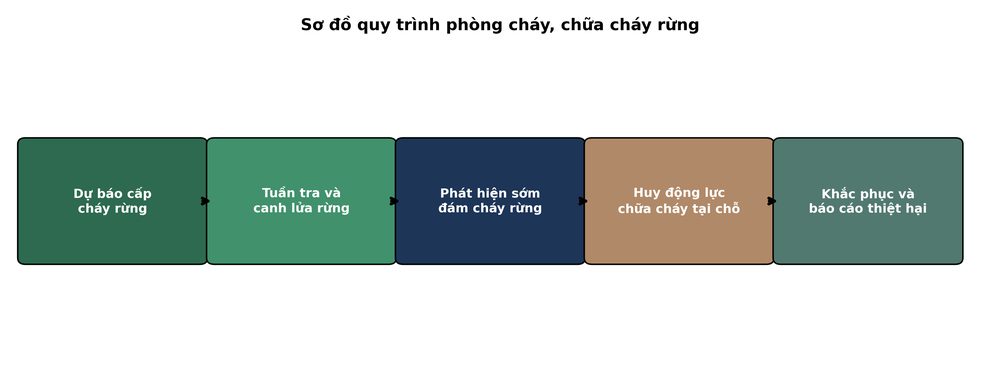 Sơ đồ quy trình phòng cháy, chữa cháy rừng
Dự báo cấp
cháy rừng
Tuần tra và
canh lửa rừng
Phát hiện sớm
đám cháy rừng
Huy động lực
chữa cháy tại chỗ
Khắc phục và
báo cáo thiệt hại